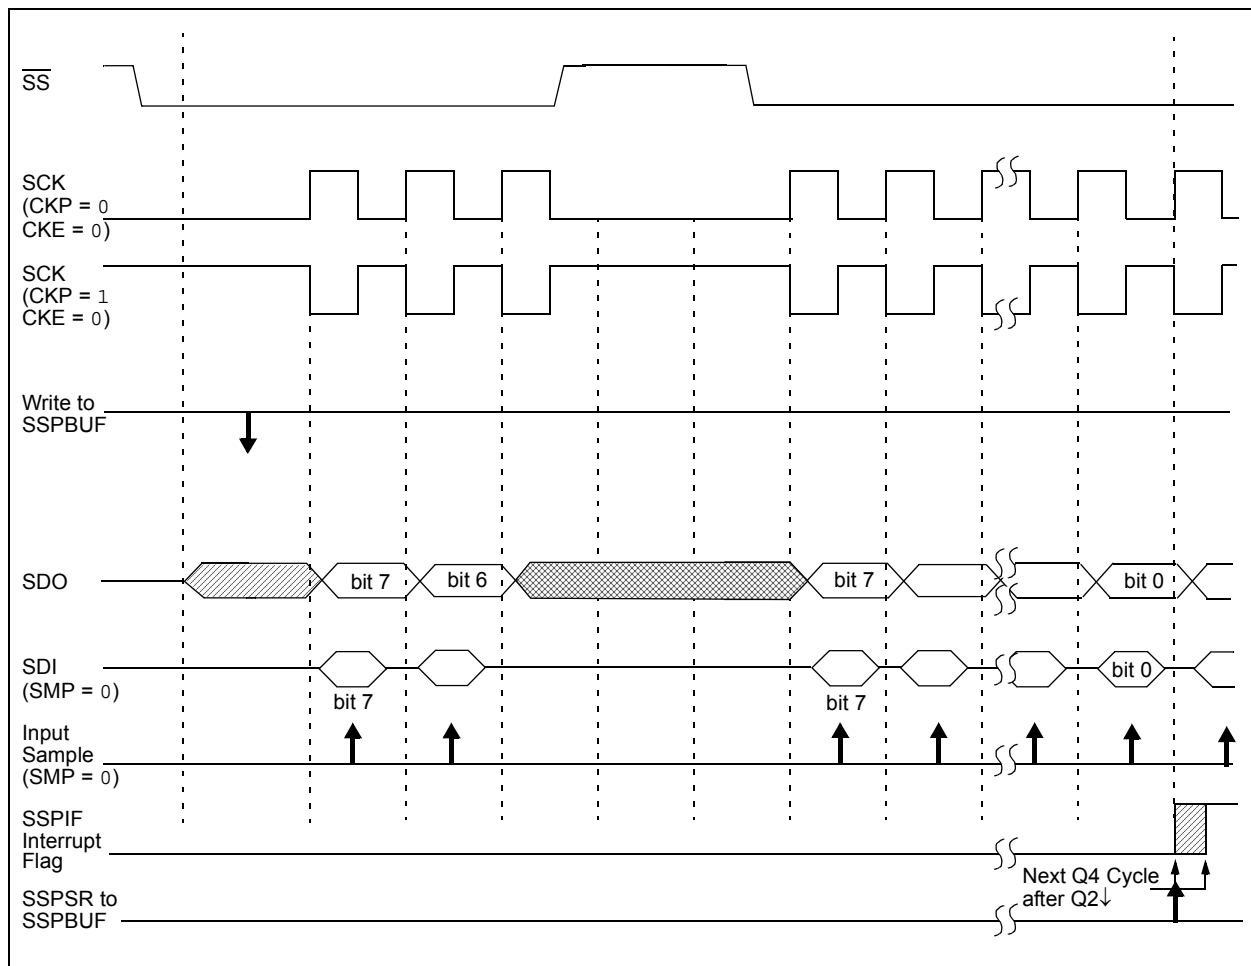 SS
SCK
(CKP = 0
CKE = 0)
SCK
(CKP = 1
CKE = 0)
Write to
SSPBUF
SDO
bit 7
bit 6
bit 7
bit 0
SDI
(SMP = 0)
bit 7
bit 7
bit 0
Input
Sample
(SMP = 0)
SSPIF
Interrupt
Flag
Next Q4 Cycle
after Q2↓
SSPSR to
SSPBUF